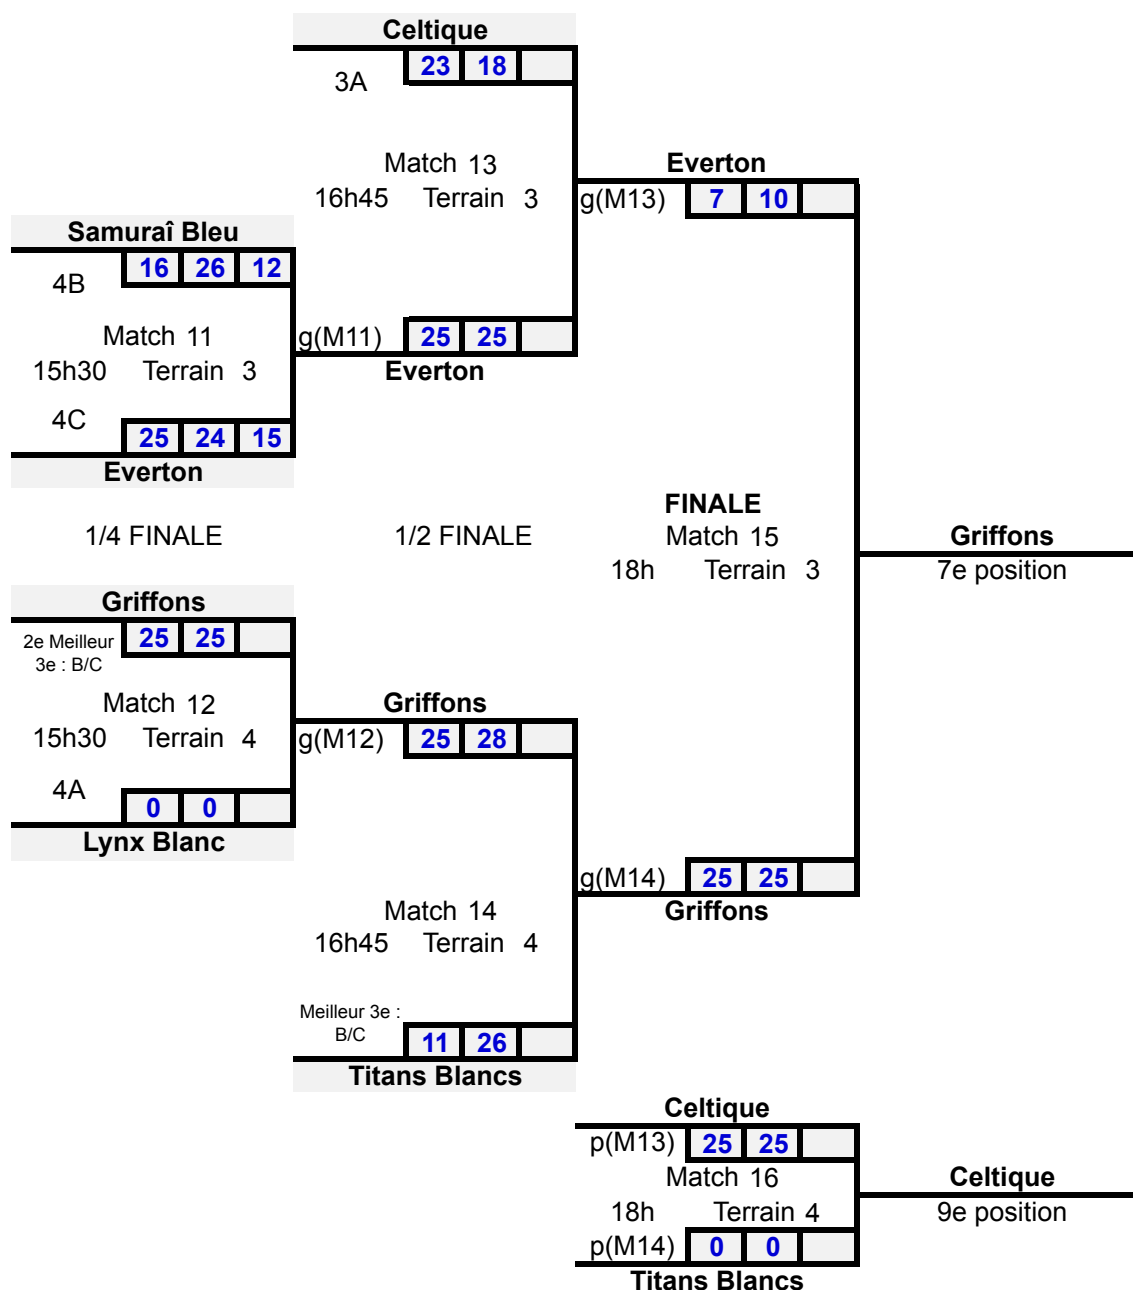 Celtique
23 18
3A
Match 13
16h45 Terrain 3
Everton
g(M13) 7 10
Samuraî Bleu
16 26 12
4B
Match 11
15h30 Terrain 3
4C
25 24 15
Everton
g(M11) 25 25
Everton
1/4 FINALE
1/2 FINALE
FINALE
Match 15
18h Terrain 3
Griffons
7e position
Griffons
2e Meilleur 25 25
3e : B/C
Match 12
15h30 Terrain 4
4A
0 0
Lynx Blanc
Griffons
g(M12) 25 28
Match 14
16h45 Terrain 4
Meilleur 3e :
B/C
11 26
Titans Blancs
g(M14) 25 25
Griffons
Celtique
p(M13) 25 25
Match 16
18h Terrain 4
p(M14) 0 0
Titans Blancs
Celtique
9e position